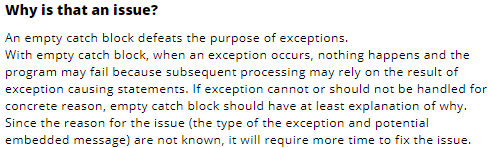 Why is that an issue?
An empty catch block defeats the purpose of exceptions.
With empty catch block, when an exception occurs, nothing happens and the
program may fail because subsequent processing may rely on the result of
exception causing statements. If exception cannot or should not be handled for
concrete reason, empty catch block should have at least explanation of why.
Since the reason for the issue (the type of the exception and potential
embedded message) are not known, it will require more time to fix the issue.